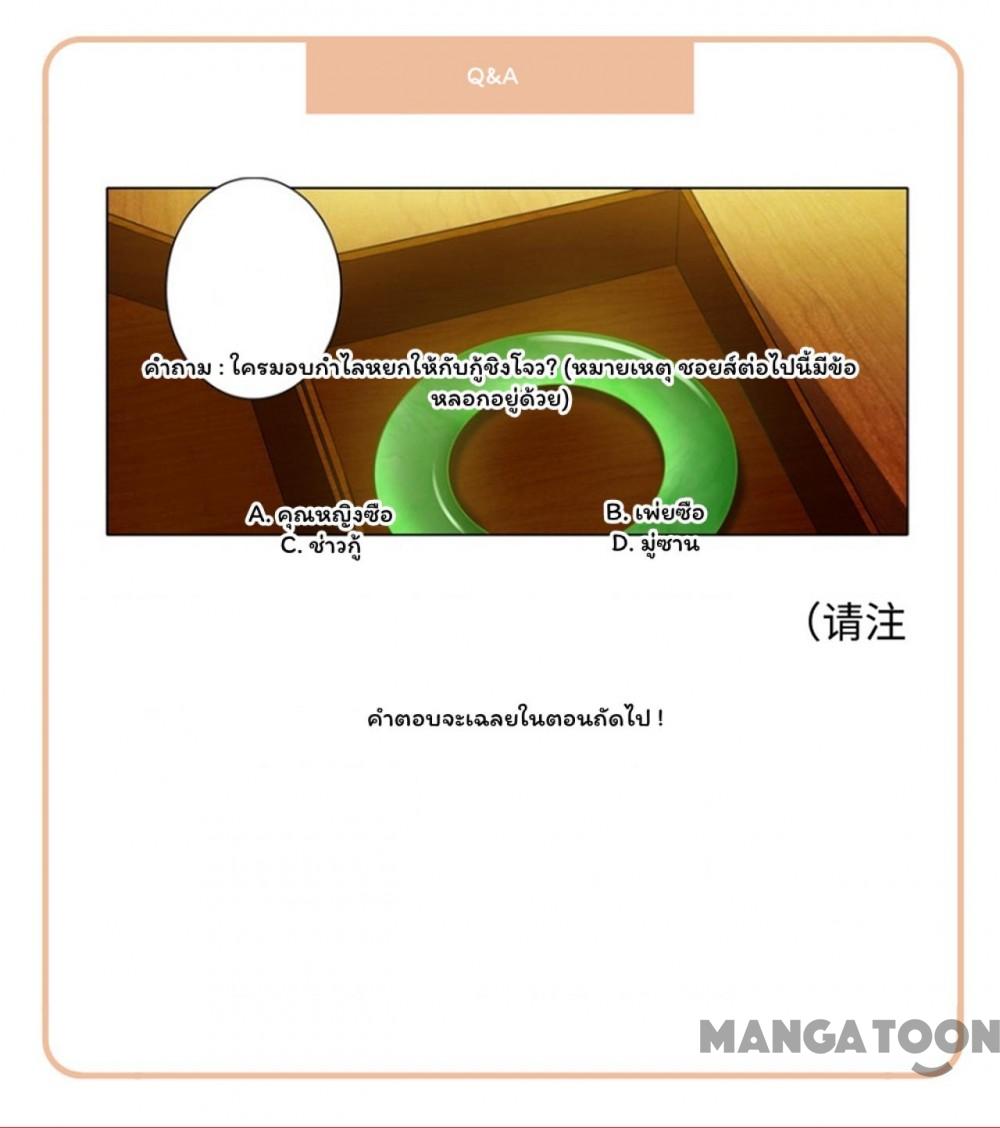 Q&A
คำถาม : ใครมอบกำไลหยกให้กับกู้ชิงโจว? (หมายเหตุ ชอยส์ต่อไปนี้มีข้อ
หลอกอยู่ด้วย)
A. คุณหญิงซือ B. เพ่ยซือ
C. ช่าวกู้ D. มู่ซาน
（请注
คำตอบจะเฉลยในตอนถัดไป !
MANGATOON